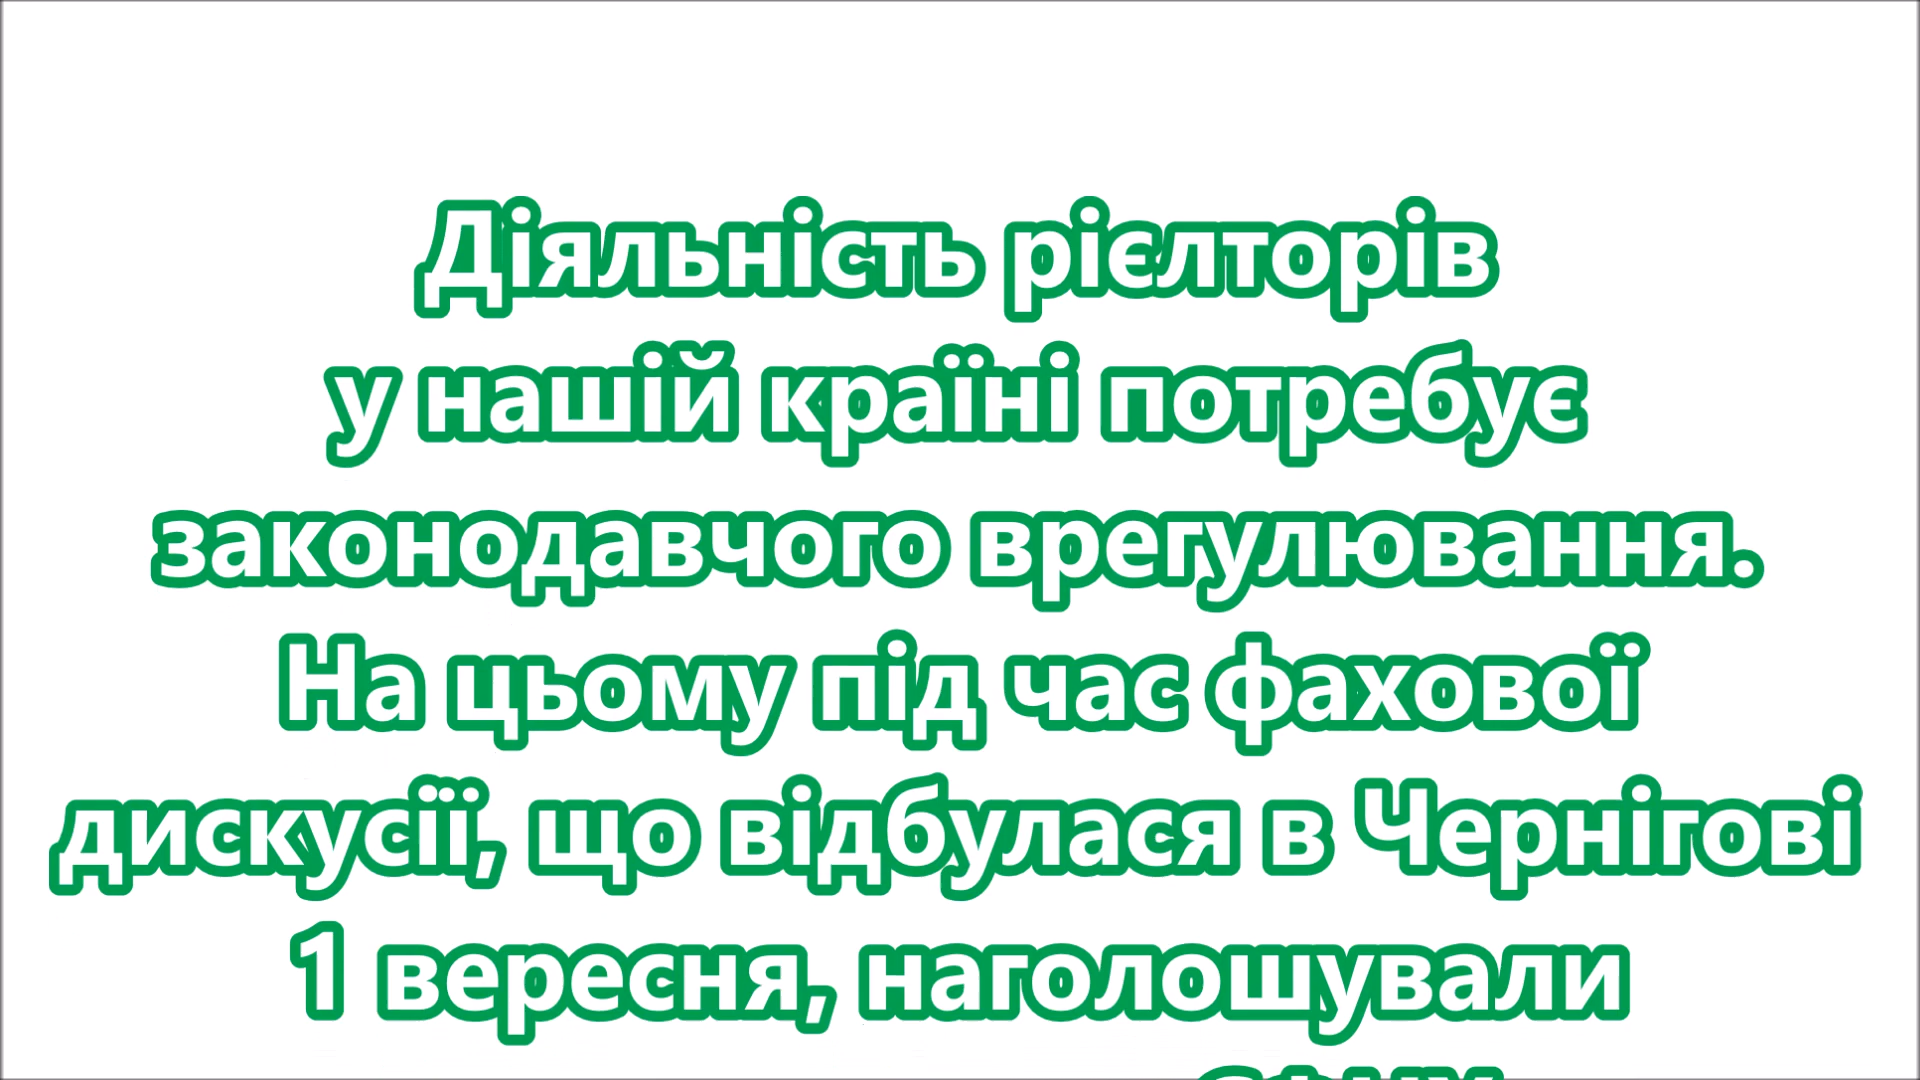 Діяльність рієлторів
у нашій країні потребує
законодавчого врегулювання.
На цьому під час фахової
дискусії, що відбулася в Чернігові
1 вересня, наголошували